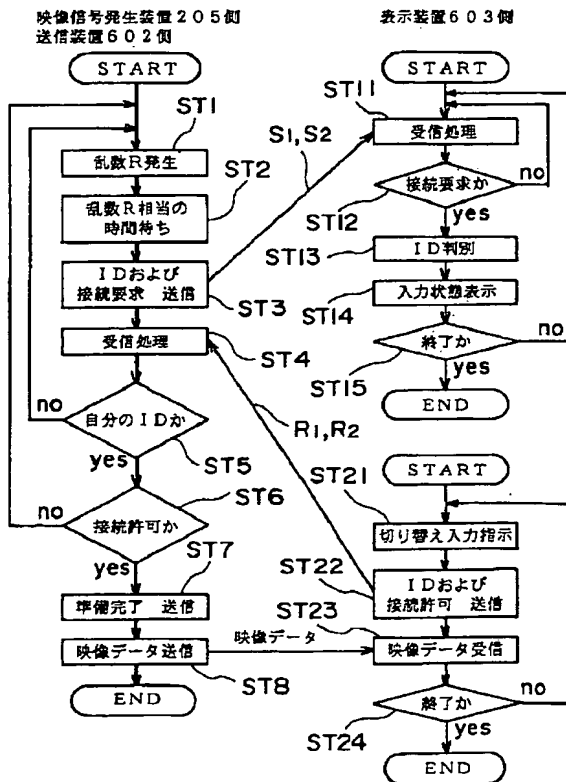 映像信号発生装置205側
送信装置602側
START
ST1
乱数R発生
ST2
乱数R相当の
時間待ち
IDおよび
接続要求 送信
ST3
受信処理
ST4
no
自分のIDか
yes
ST5
no
ST6
接続許可か
yes
ST7
準備完了 送信
映像データ送信
ST8
END
S1,S2
R1,R2
映像データ
表示装置603側
START
ST11
受信処理
no
接続要求か
ST12
yes
ID判別
ST13
入力状態表示
ST14
no
終了か
ST15
yes
END
START
ST21
切り替え入力指示
ST22
IDおよび
接続許可 送信
ST23
映像データ受信
no
終了か
ST24
yes
END